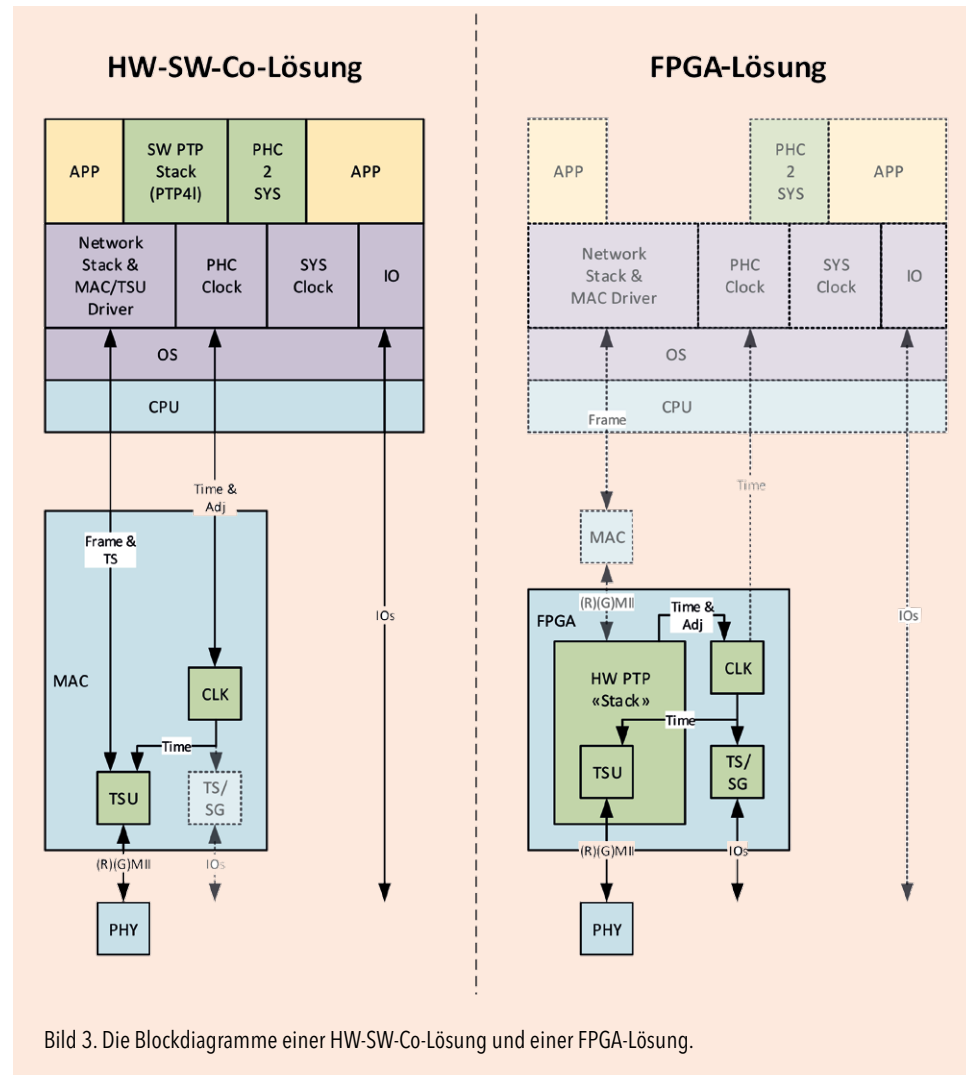 HW-SW-Co-Lösung
APP
SW PTP
Stack
(PTP4l)
PHC
2
SYS
APP
Network
Stack &
MAC/TSU
Driver
PHC
Clock
SYS
Clock
IO
OS
CPU
Time &
Adj
Frame &
TS
IOs
MAC
CLK
Time
TSU
TS/
SG
(R)(G)MII
IOs
PHY
FPGA-Lösung
APP
PHC
2
SYS
APP
Network
Stack &
MAC Driver
PHC
Clock
SYS
Clock
IO
OS
CPU
Frame
Time
MAC
(R)(G)MII
Time &
Adj
IOs
FPGA
HW PTP
«Stack»
CLK
Time
TSU
TS/
SG
(R)(G)MII
IOs
PHY
Bild 3. Die Blockdiagramme einer HW-SW-Co-Lösung und einer FPGA-Lösung.